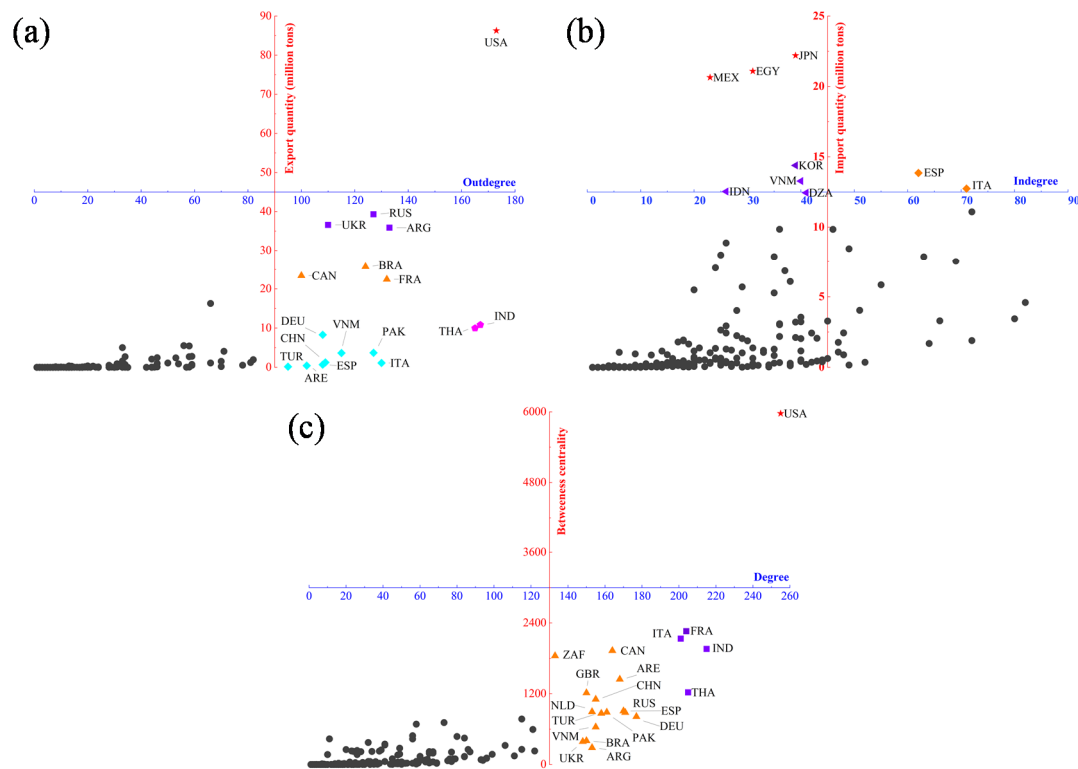 (a)
90
80
70
60
50
40
30
20
10
0
Export quantity (million tons)
Outdegree
0 20 40 60 80 100 120 140 160 180
USA
RUS
UKR
ARG
BRA
CAN
FRA
DEU
VNM
PAK
THA
IND
CHN
TUR
ESP
ITA
ARE
(b)
25
20
15
10
5
0
Import quantity (million tons)
Indegree
0 10 20 30 40 50 60 70 80 90
JPN
EGY
MEX
KOR
VNM
ESP
IDN
DZA
ITA
(c)
6000
4800
3600
2400
1200
0
Betweeness centrality
Degree
0 20 40 60 80 100 120 140 160 180 200 220 240 260
USA
ITA
FRA
ZAF
CAN
IND
GBR
ARE
CHN
THA
NLD
RUS
ESP
TUR
DEU
VNM
PAK
BRA
UKR
ARG